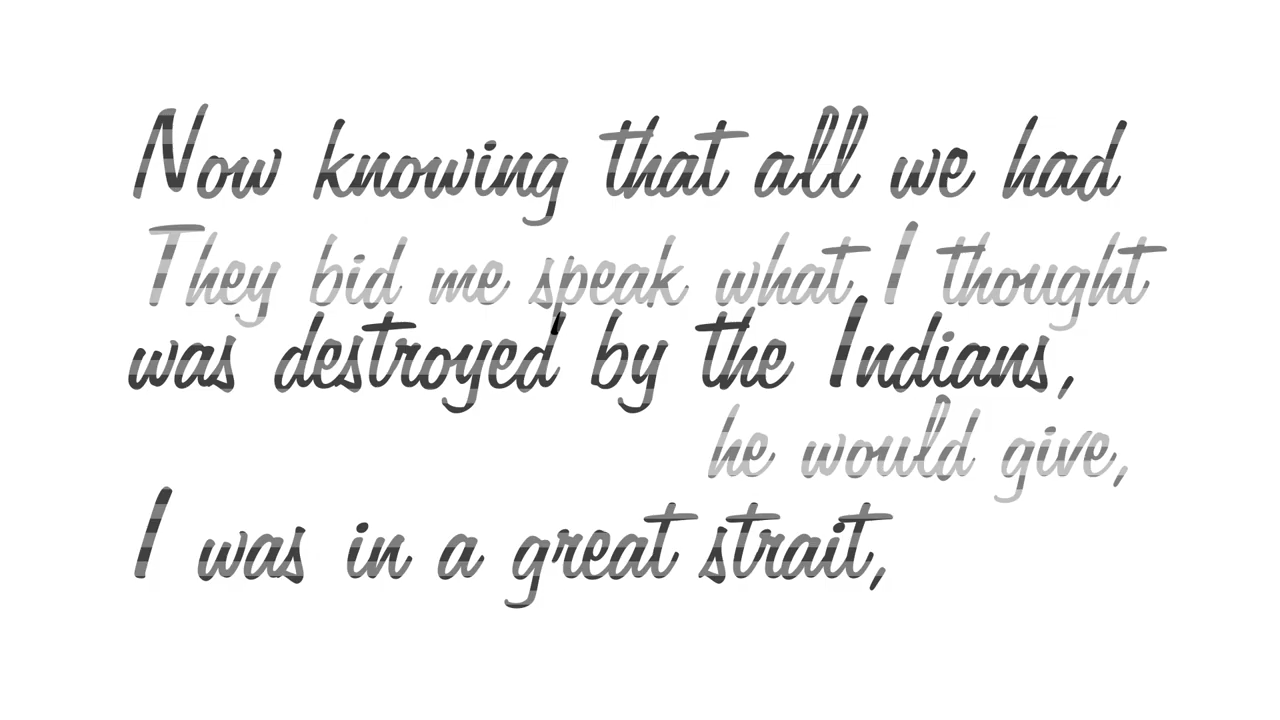 Now knowing that all we had
They bid me speak what I thought
was destroyed by the Indians,
he would give,
I was in a great strait,